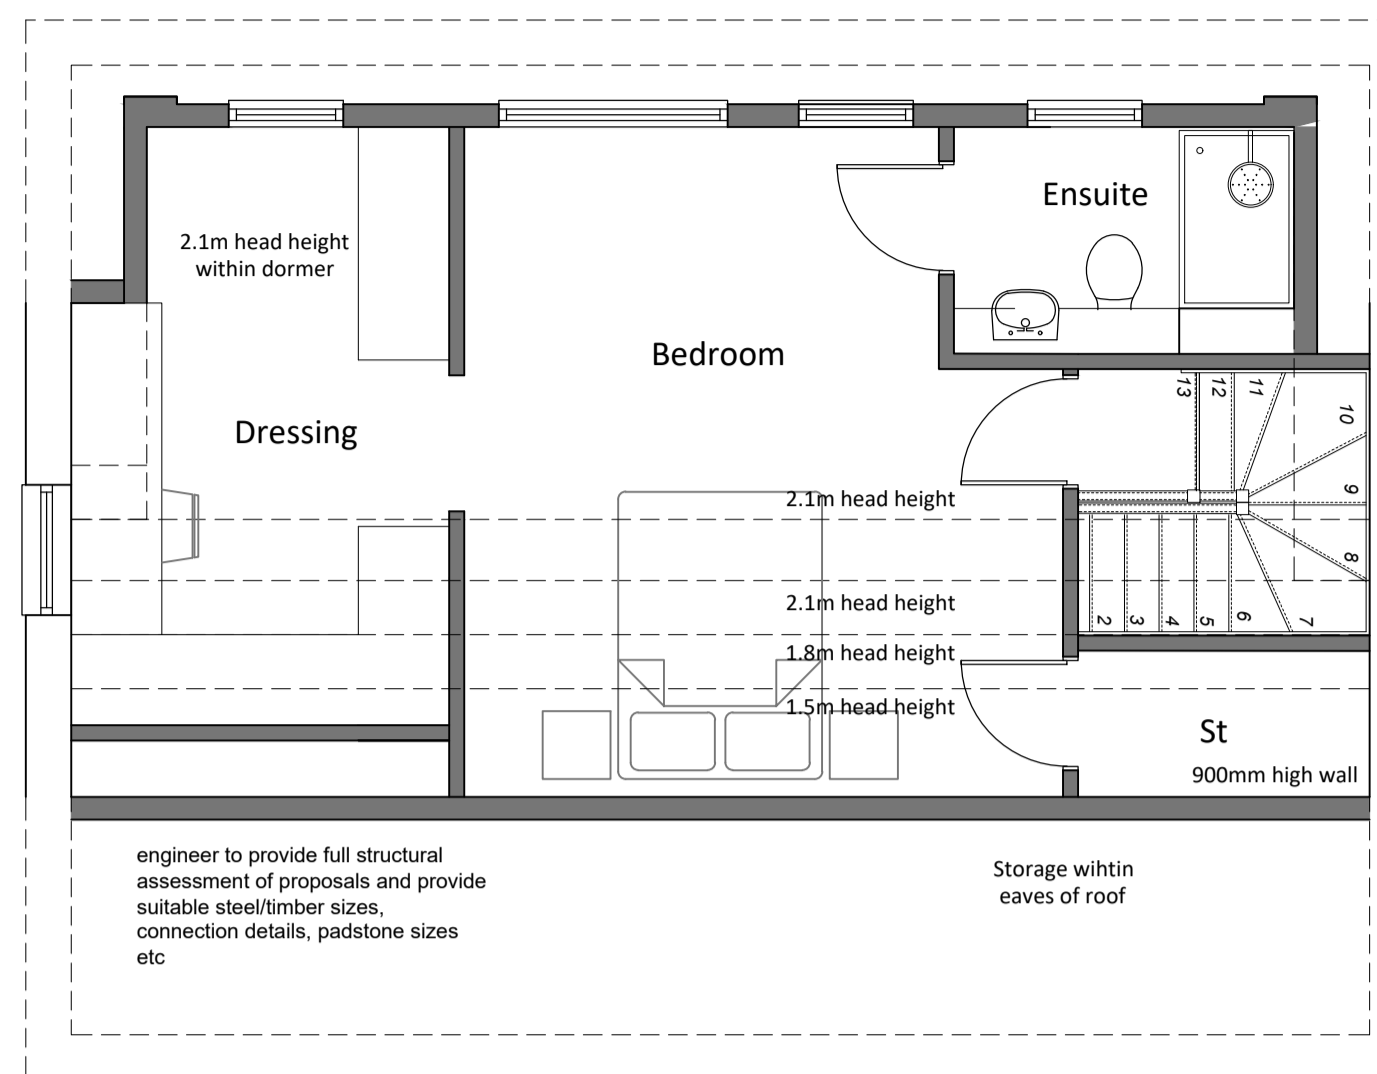 2.1m head height
within dormer
Ensuite
Bedroom
Dressing
13
12
11
10
9
8
7
6
5
4
3
2
2.1m head height
2.1m head height
1.8m head height
1.5m head height
St
900mm high wall
engineer to provide full structural
assessment of proposals and provide
suitable steel/timber sizes,
connection details, padstone sizes
etc
Storage wihtin
eaves of roof